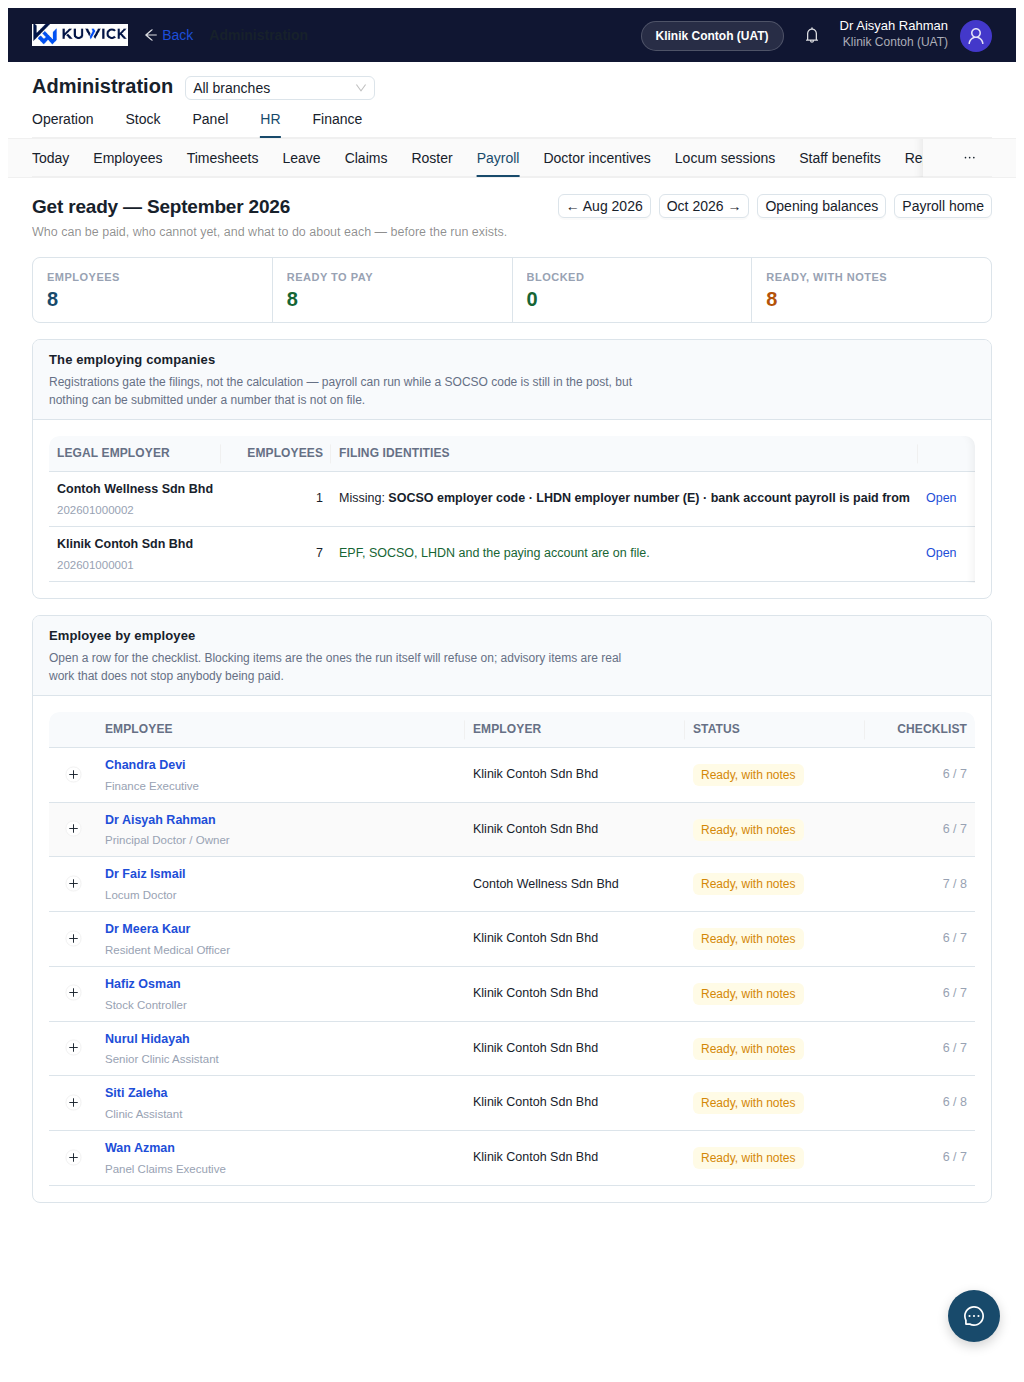 KUVVICK
Back
Administration
Klinik Contoh (UAT)
Dr Aisyah Rahman
Klinik Contoh (UAT)
Administration
All branches
Operation Stock Panel HR Finance
Today Employees Timesheets Leave Claims Roster Payroll Doctor incentives Locum sessions Staff benefits Re ···
Get ready — September 2026
← Aug 2026 Oct 2026 → Opening balances Payroll home
Who can be paid, who cannot yet, and what to do about each — before the run exists.
EMPLOYEES READY TO PAY BLOCKED READY, WITH NOTES
8 8 0 8
The employing companies
Registrations gate the filings, not the calculation — payroll can run while a SOCSO code is still in the post, but
nothing can be submitted under a number that is not on file.
LEGAL EMPLOYER EMPLOYEES FILING IDENTITIES
Contoh Wellness Sdn Bhd
202601000002
1 Missing: SOCSO employer code · LHDN employer number (E) · bank account payroll is paid from Open
Klinik Contoh Sdn Bhd
202601000001
7 EPF, SOCSO, LHDN and the paying account are on file. Open
Employee by employee
Open a row for the checklist. Blocking items are the ones the run itself will refuse on; advisory items are real
work that does not stop anybody being paid.
EMPLOYEE EMPLOYER STATUS CHECKLIST
Chandra Devi
Finance Executive
Klinik Contoh Sdn Bhd Ready, with notes 6 / 7
Dr Aisyah Rahman
Principal Doctor / Owner
Klinik Contoh Sdn Bhd Ready, with notes 6 / 7
Dr Faiz Ismail
Locum Doctor
Contoh Wellness Sdn Bhd Ready, with notes 7 / 8
Dr Meera Kaur
Resident Medical Officer
Klinik Contoh Sdn Bhd Ready, with notes 6 / 7
Hafiz Osman
Stock Controller
Klinik Contoh Sdn Bhd Ready, with notes 6 / 7
Nurul Hidayah
Senior Clinic Assistant
Klinik Contoh Sdn Bhd Ready, with notes 6 / 7
Siti Zaleha
Clinic Assistant
Klinik Contoh Sdn Bhd Ready, with notes 6 / 8
Wan Azman
Panel Claims Executive
Klinik Contoh Sdn Bhd Ready, with notes 6 / 7